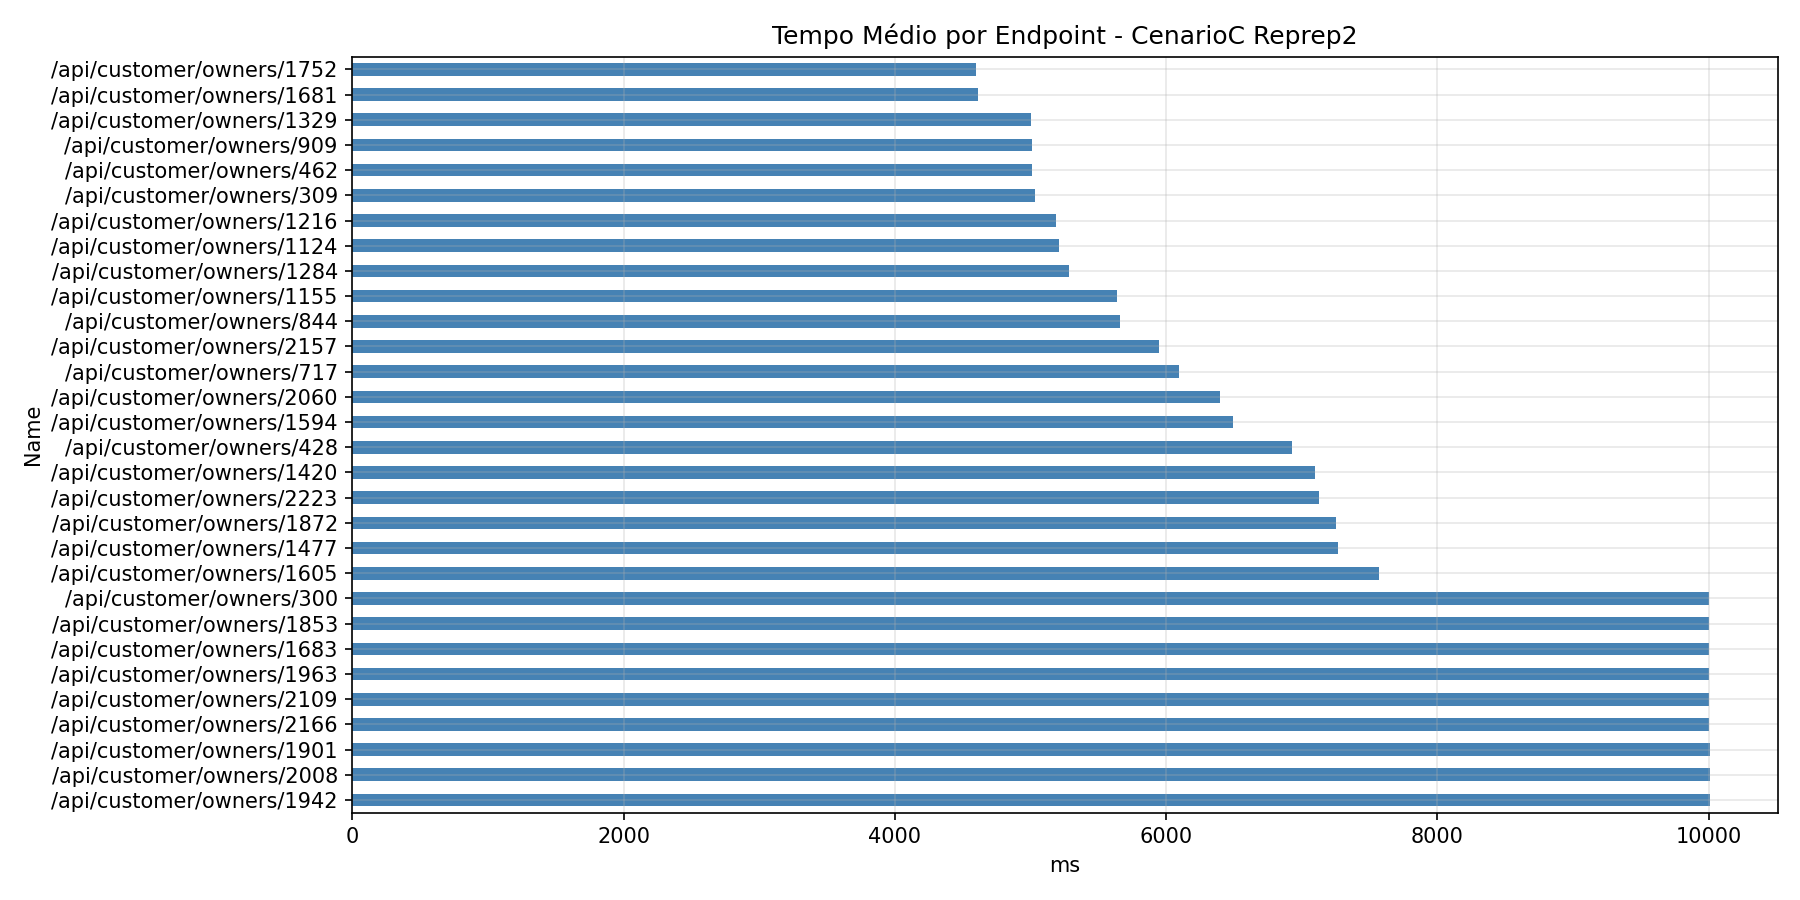 Tempo Médio por Endpoint - CenarioC Reprep2
/api/customer/owners/1752
/api/customer/owners/1681
/api/customer/owners/1329
/api/customer/owners/909
/api/customer/owners/462
/api/customer/owners/309
/api/customer/owners/1216
/api/customer/owners/1124
/api/customer/owners/1284
/api/customer/owners/1155
/api/customer/owners/844
/api/customer/owners/2157
/api/customer/owners/717
/api/customer/owners/2060
/api/customer/owners/1594
/api/customer/owners/428
/api/customer/owners/1420
/api/customer/owners/2223
/api/customer/owners/1872
/api/customer/owners/1477
/api/customer/owners/1605
/api/customer/owners/300
/api/customer/owners/1853
/api/customer/owners/1683
/api/customer/owners/1963
/api/customer/owners/2109
/api/customer/owners/2166
/api/customer/owners/1901
/api/customer/owners/2008
/api/customer/owners/1942
Name
0 2000 4000 6000 8000 10000
ms